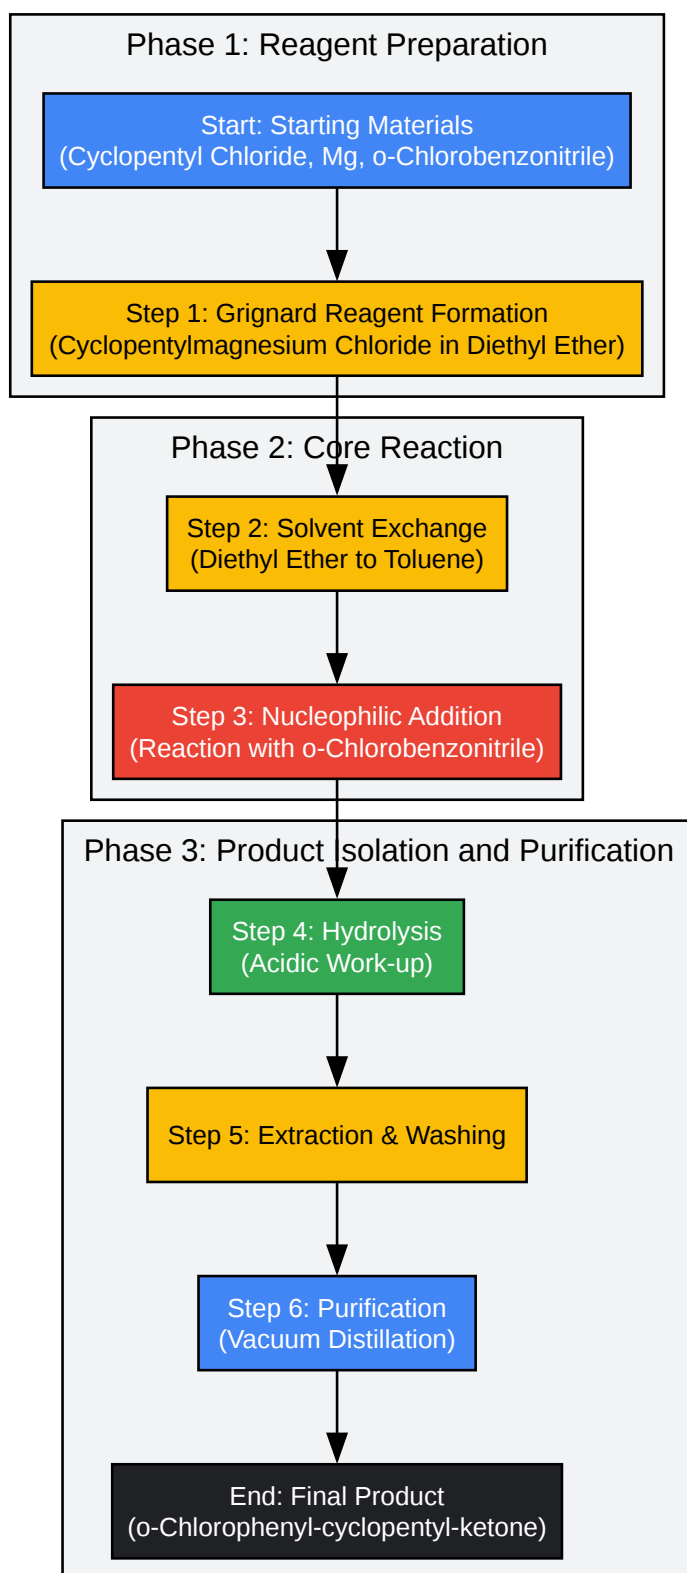 Phase 1: Reagent Preparation
Start: Starting Materials
(Cyclopentyl Chloride, Mg, o-Chlorobenzonitrile)
Step 1: Grignard Reagent Formation
(Cyclopentylmagnesium Chloride in Diethyl Ether)
Phase 2: Core Reaction
Step 2: Solvent Exchange
(Diethyl Ether to Toluene)
Step 3: Nucleophilic Addition
(Reaction with o-Chlorobenzonitrile)
Phase 3: Product Isolation and Purification
Step 4: Hydrolysis
(Acidic Work-up)
Step 5: Extraction & Washing
Step 6: Purification
(Vacuum Distillation)
End: Final Product
(o-Chlorophenyl-cyclopentyl-ketone)